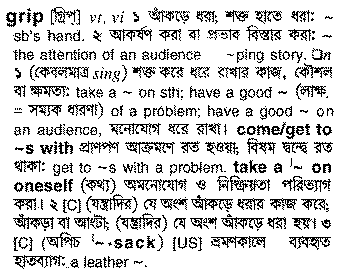 grip [গ্রিপ্] vt, vi ১ আঁকড়ে ধরা; শক্ত হাতে ধরা: ~
sb's hand. ২ আকর্ষণ করা বা প্রভাব বিস্তার করা: ~
the attention of an audience ~ping story. □n
১ (কেবলমাত্র sing) শক্ত করে ধরে রাখার কাজ, কৌশল
বা ক্ষমতা: take a ~ on sth; have a good ~ (লাক্ষ.
= সম্যক ধারণা) of a problem; have a good ~ on
an audience, মনোযোগ ধরে রাখা। come/get to
~s with প্রাণপণ আক্রমণে রত হওয়া; বিষম দ্বন্দ্বে রত
থাকা: get to ~s with a problem. take a ~ on
oneself (কথ্য) অমনোযোগ ও নিষ্ক্রিয়তা পরিত্যাগ
করা। ২ [C] (যন্ত্রাদির) যে অংশ আঁকড়ে ধরার কাজ করে;
আঁকড়া বা আংটা; (যন্ত্রাদির) যে অংশ আঁকড়ে ধরা হয়। ৩
[C] (অপিচ ~-sack) [US] ভ্রমণকালে ব্যবহৃত
হাতব্যাগ: a leather ~.